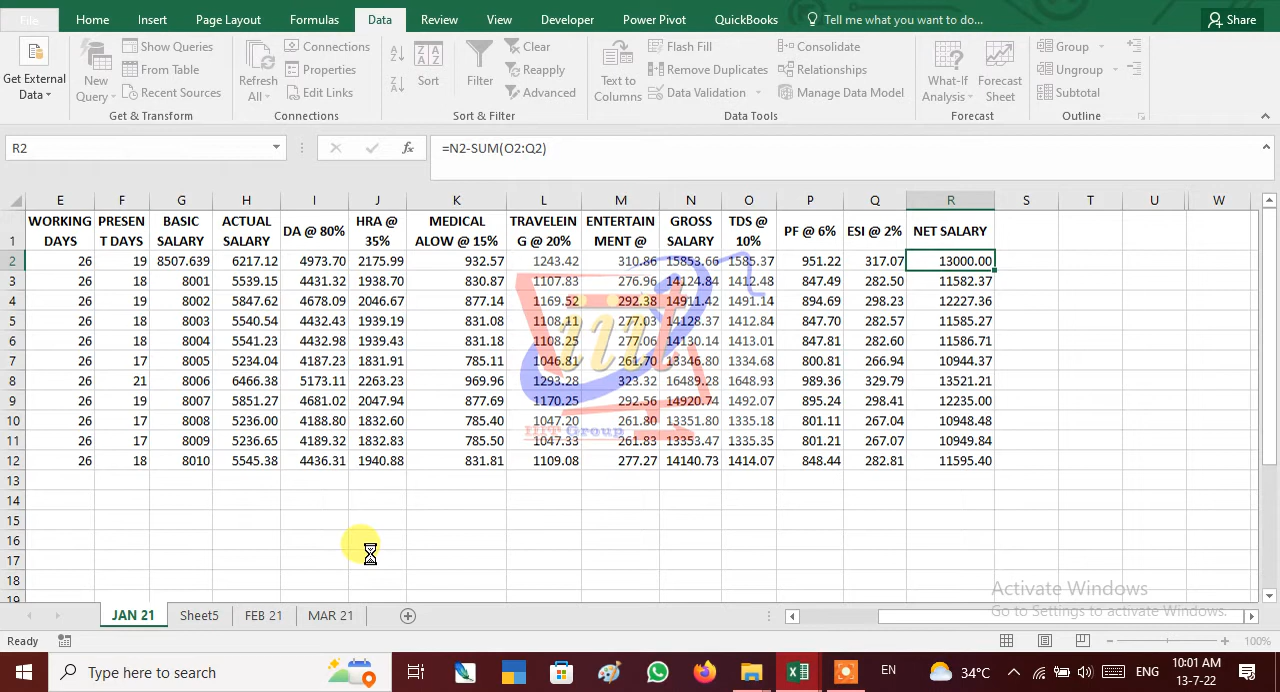 File Home Insert Page Layout Formulas Data Review View Developer Power Pivot QuickBooks Tell me what you want to do... Share
Get External Data
New Query
Show Queries
From Table
Recent Sources
Get & Transform
Refresh All
Connections
Properties
Edit Links
Connections
Sort
Filter
Clear
Reapply
Advanced
Sort & Filter
Text to Columns
Flash Fill
Remove Duplicates
Data Validation
Consolidate
Relationships
Manage Data Model
Data Tools
What-If Analysis
Forecast Sheet
Forecast
Group
Ungroup
Subtotal
Outline
R2 fx =N2-SUM(O2:Q2)
E F G H I J K L M N O P Q R S T U V W
1 WORKING DAYS PRESEN T DAYS BASIC SALARY ACTUAL SALARY DA @ 80% HRA @ 35% MEDICAL ALOW @ 15% TRAVELEIN G @ 20% ENTERTAIN MENT @ GROSS SALARY TDS @ 10% PF @ 6% ESI @ 2% NET SALARY
2 26 19 8507.639 6217.12 4973.70 2175.99 932.57 1243.42 310.86 15853.66 1585.37 951.22 317.07 13000.00
3 26 18 8001 5539.15 4431.32 1938.70 830.87 1107.83 276.96 14124.84 1412.48 847.49 282.50 11582.37
4 26 19 8002 5847.62 4678.09 2046.67 877.14 1169.52 292.38 14911.42 1491.14 894.69 298.23 12227.36
5 26 18 8003 5540.54 4432.43 1939.19 831.08 1108.11 277.03 14128.37 1412.84 847.70 282.57 11585.27
6 26 18 8004 5541.23 4432.98 1939.43 831.18 1108.25 277.06 14130.14 1413.01 847.81 282.60 11586.71
7 26 17 8005 5234.04 4187.23 1831.91 785.11 1046.81 261.70 13346.80 1334.68 800.81 266.94 10944.37
8 26 21 8006 6466.38 5173.11 2263.23 969.96 1293.28 323.32 16489.28 1648.93 989.36 329.79 13521.21
9 26 19 8007 5851.27 4681.02 2047.94 877.69 1170.25 292.56 14920.74 1492.07 895.24 298.41 12235.00
10 26 17 8008 5236.00 4188.80 1832.60 785.40 1047.20 261.80 13351.80 1335.18 801.11 267.04 10948.48
11 26 17 8009 5236.65 4189.32 1832.83 785.50 1047.33 261.83 13353.47 1335.35 801.21 267.07 10949.84
12 26 18 8010 5545.38 4436.31 1940.88 831.81 1109.08 277.27 14140.73 1414.07 848.44 282.81 11595.40
13
14
15
16
17
18
19
Group
Activate Windows
Go to Settings to activate Windows.
JAN 21 Sheet5 FEB 21 MAR 21
Ready 100%
Type here to search EN 34°C ENG 10:01 AM
13-7-22